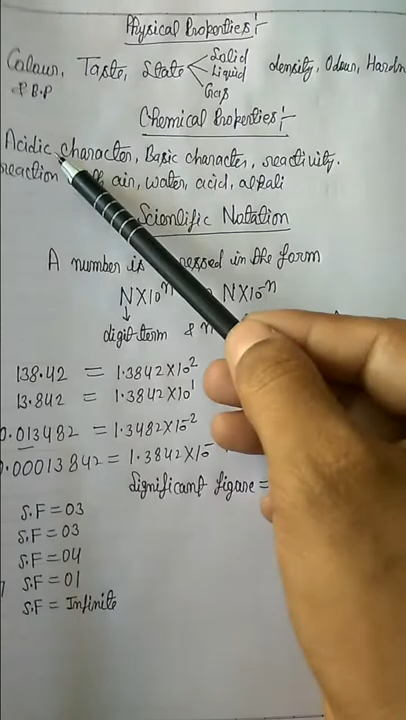 Physical Properties:-
Colour, Taste, State Solid Liquid Gas density, Odour, Hardn
& B.P
Chemical Properties:-
Acidic character, Basic character, reactivity.
reaction air, water, acid, alkali
Scientific Notation
A number is in the form
N×10ⁿ N×10⁻ⁿ
digit term &
138.42 = 1.3842×10²
13.842 = 1.3842×10¹
0.013482 = 1.3482×10⁻²
0.00013842 = 1.3842×10⁻
Significant figure =
S.F = 03
S.F = 03
S.F = 04
S.F = 01
S.F = Infinite